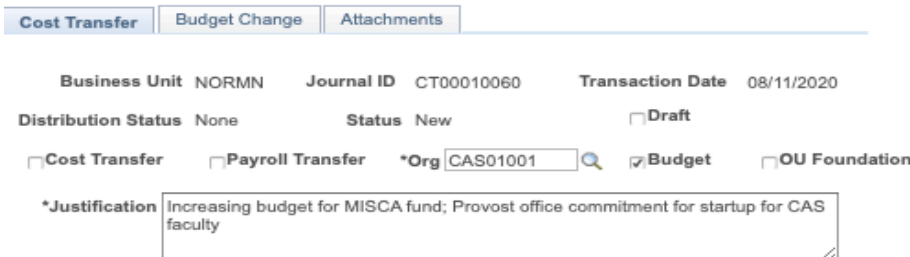 Cost Transfer Budget Change Attachments
Business Unit NORMN Journal ID CT00010060 Transaction Date 08/11/2020
Distribution Status None Status New Draft
Cost Transfer Payroll Transfer *Org CAS01001 Budget OU Foundation
*Justification Increasing budget for MISCA fund; Provost office commitment for startup for CAS
faculty